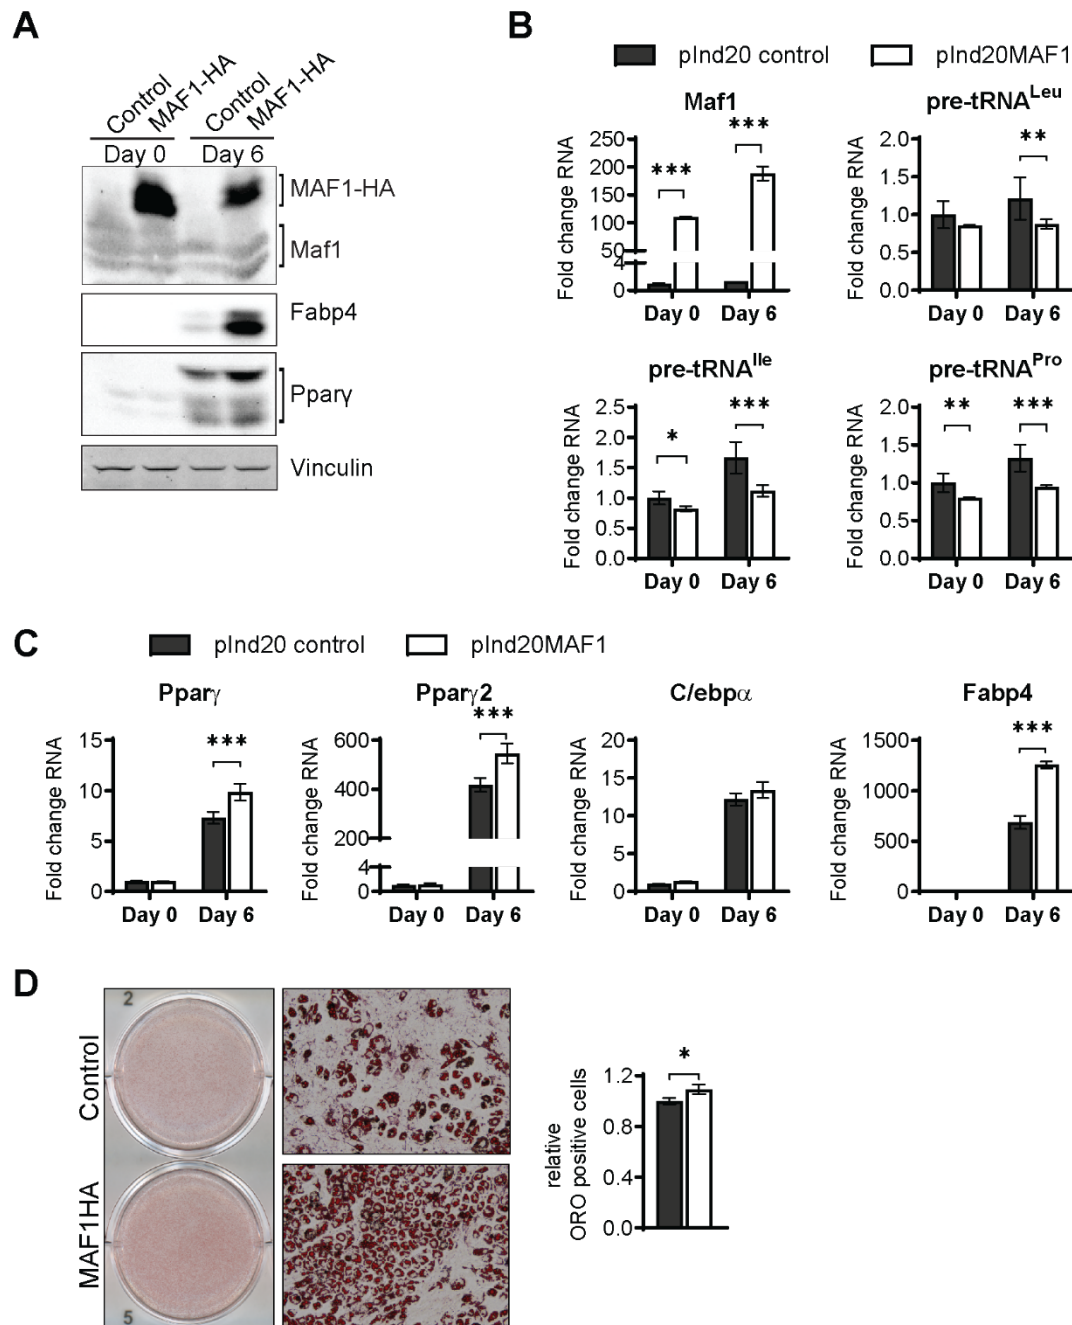 A
Control
MAF1-HA
Control
MAF1-HA
Day 0
Day 6
MAF1-HA
Maf1
Fabp4
Pparγ
Vinculin
B
pInd20 control
pInd20MAF1
Maf1
Fold change RNA
250
200
150
100
50
4
0
***
***
Day 0
Day 6
pre-tRNALeu
Fold change RNA
2.0
1.5
1.0
0.5
0.0
**
Day 0
Day 6
pre-tRNAIle
Fold change RNA
2.5
2.0
1.5
1.0
0.5
0.0
*
***
Day 0
Day 6
pre-tRNAPro
Fold change RNA
2.0
1.5
1.0
0.5
0.0
**
***
Day 0
Day 6
C
pInd20 control
pInd20MAF1
Pparγ
Fold change RNA
15
10
5
0
***
Day 0
Day 6
Pparγ2
Fold change RNA
600
400
200
4
0
***
Day 0
Day 6
C/ebpα
Fold change RNA
20
15
10
5
0
Day 0
Day 6
Fabp4
Fold change RNA
1500
1000
500
0
***
Day 0
Day 6
D
Control
MAF1HA
2
5
relative
ORO positive cells
1.2
0.8
0.4
0.0
*